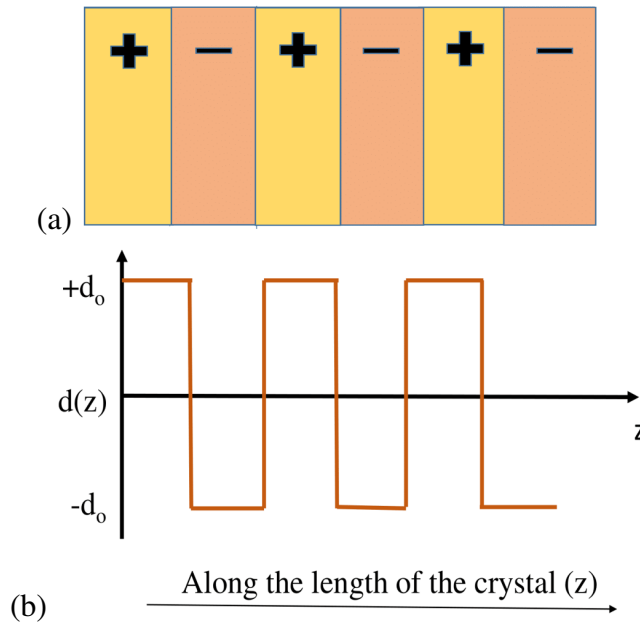 + − + − + −
(a)
+dₒ
d(z)
z
-dₒ
Along the length of the crystal (z)
(b)